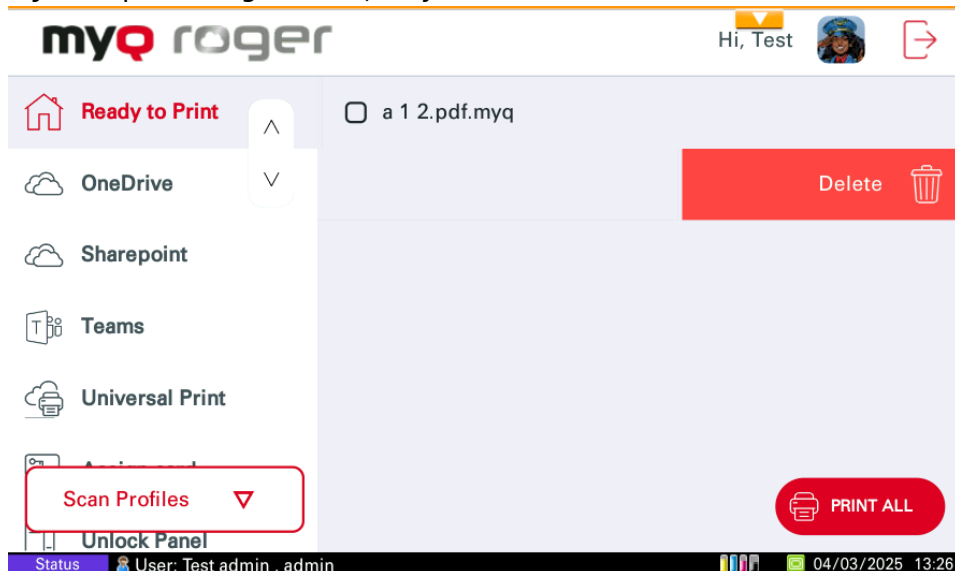 myQ roger
Hi, Test
Ready to Print
a 1 2.pdf.myq
OneDrive
Delete
Sharepoint
Teams
Universal Print
Scan Profiles
PRINT ALL
Unlock Panel
Status
User: Test admin , admin
04/03/2025 13:26